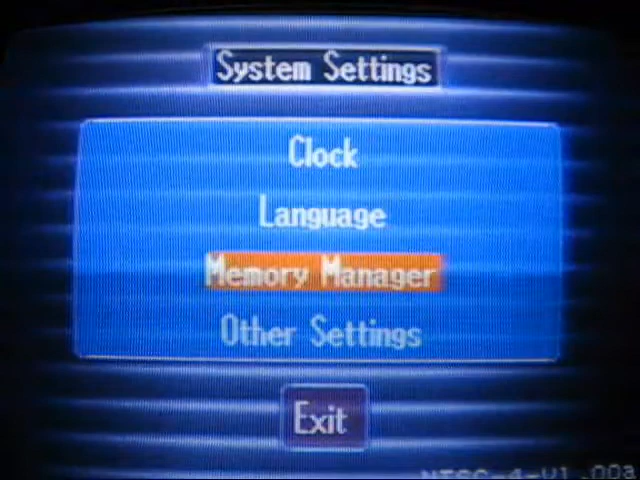 System Settings
Clock
Language
Memory Manager
Other Settings
Exit